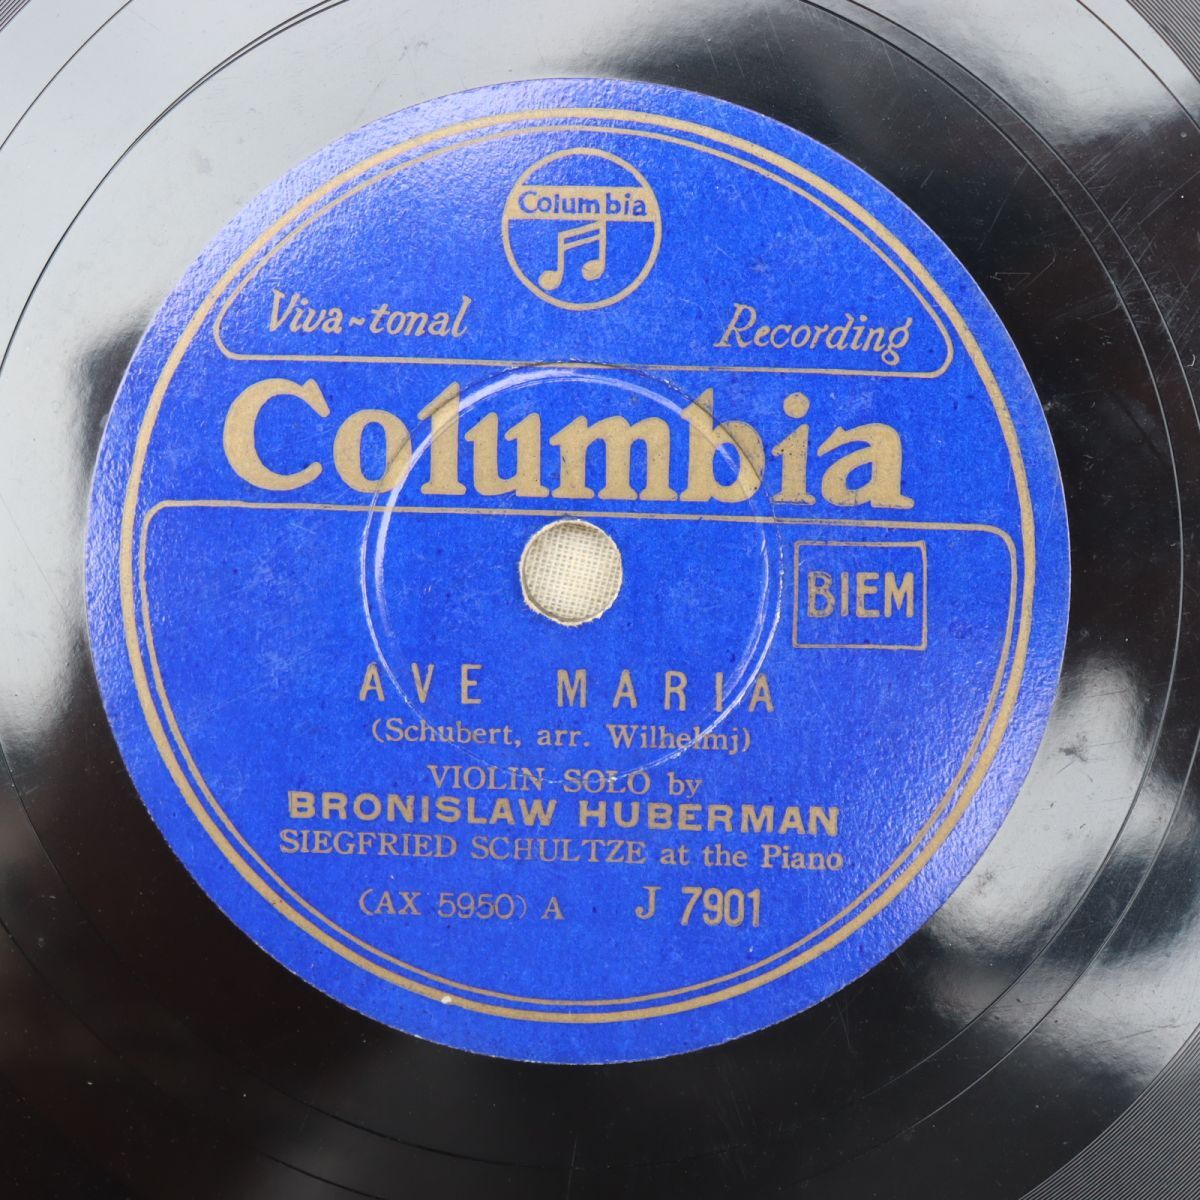 Columbia
Viva-tonal Recording
Columbia
BIEM
AVE MARIA
(Schubert, arr. Wilhelmj)
VIOLIN SOLO by
BRONISLAW HUBERMAN
SIEGFRIED SCHULTZE at the Piano
(AX 5950) A J 7901